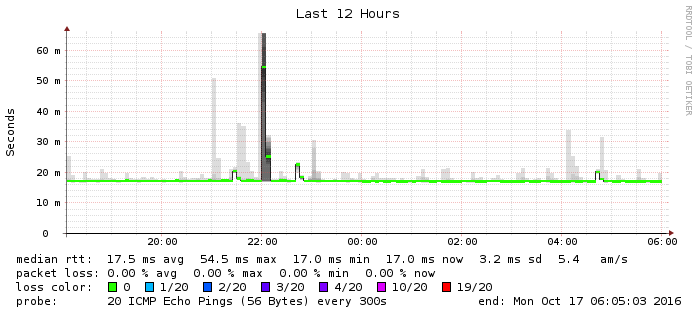 Last 12 Hours
RRDTOOL / TOBI OETIKER
Seconds
60 m
50 m
40 m
30 m
20 m
10 m
0
20:00 22:00 00:00 02:00 04:00 06:00
median rtt: 17.5 ms avg 54.5 ms max 17.0 ms min 17.0 ms now 3.2 ms sd 5.4 am/s
packet loss: 0.00 % avg 0.00 % max 0.00 % min 0.00 % now
loss color: 0 1/20 2/20 3/20 4/20 10/20 19/20
probe: 20 ICMP Echo Pings (56 Bytes) every 300s end: Mon Oct 17 06:05:03 2016